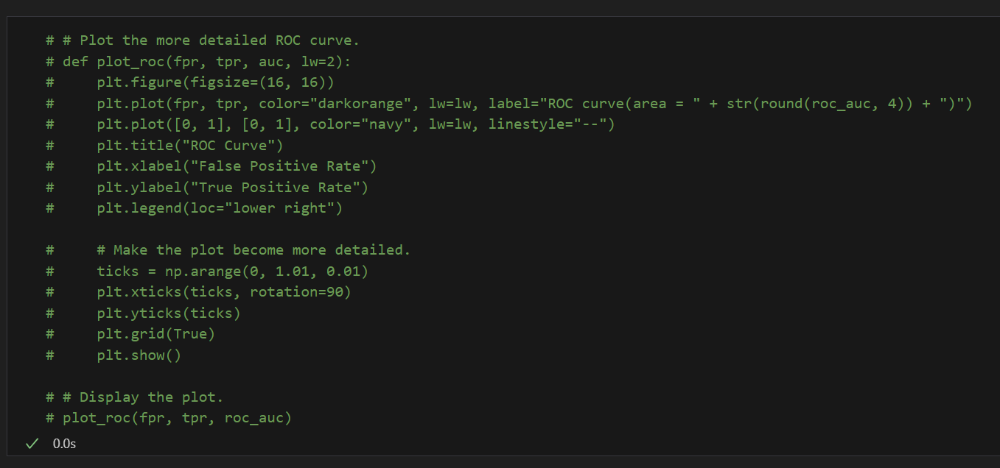 # # Plot the more detailed ROC curve.
# def plot_roc(fpr, tpr, auc, lw=2):
#     plt.figure(figsize=(16, 16))
#     plt.plot(fpr, tpr, color="darkorange", lw=lw, label="ROC curve(area = " + str(round(roc_auc, 4)) + ")")
#     plt.plot([0, 1], [0, 1], color="navy", lw=lw, linestyle="--")
#     plt.title("ROC Curve")
#     plt.xlabel("False Positive Rate")
#     plt.ylabel("True Positive Rate")
#     plt.legend(loc="lower right")

#     # Make the plot become more detailed.
#     ticks = np.arange(0, 1.01, 0.01)
#     plt.xticks(ticks, rotation=90)
#     plt.yticks(ticks)
#     plt.grid(True)
#     plt.show()

# # Display the plot.
# plot_roc(fpr, tpr, roc_auc)
✓ 0.0s